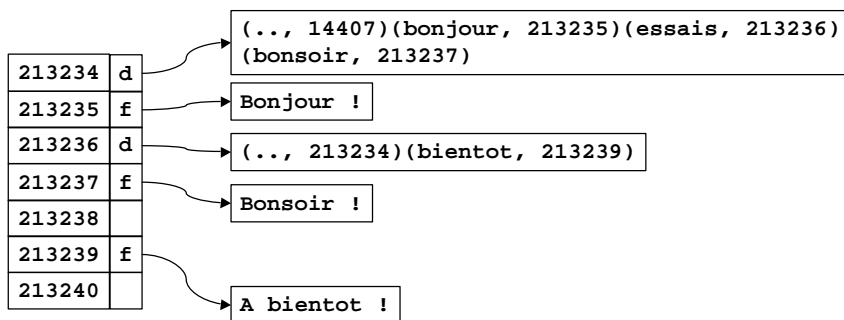 (.., 14407)(bonjour, 213235)(essais, 213236)
(bonsoir, 213237)
213234 d
213235 f
Bonjour !
213236 d
(.., 213234)(bientot, 213239)
213237 f
Bonsoir !
213238
213239 f
213240
A bientot !